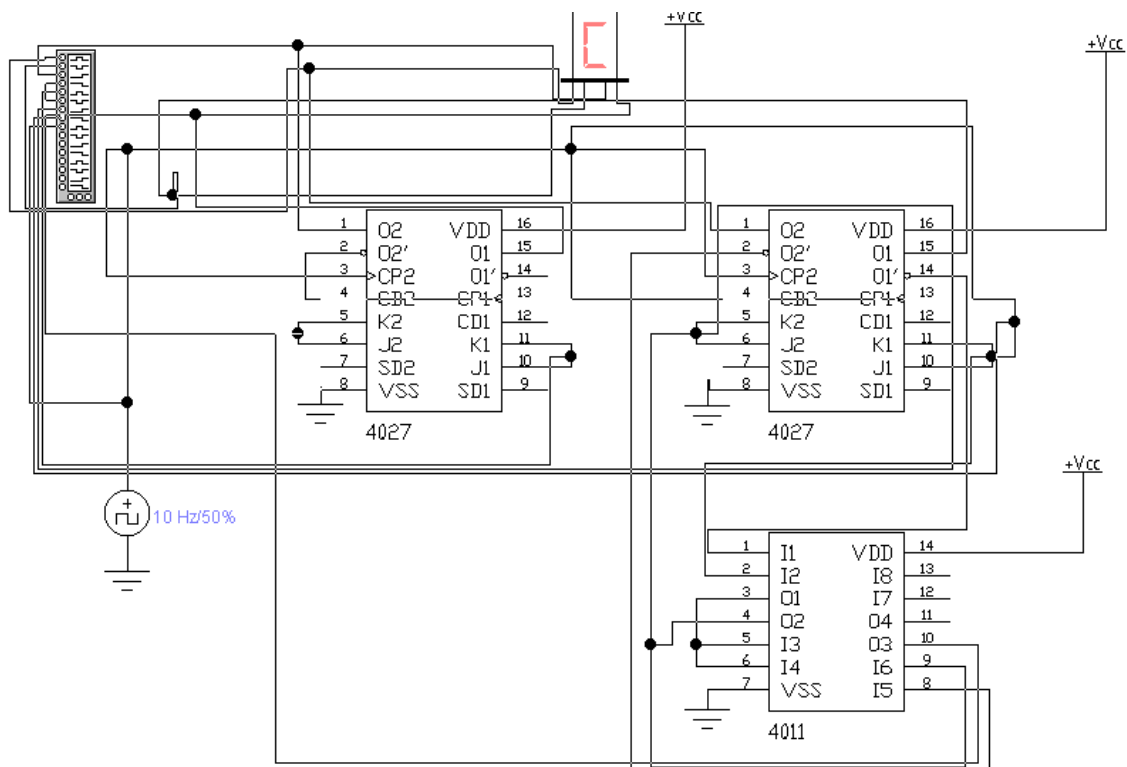 +Vcc
+Vcc
C
1 O2 VDD 16
2 O2' O1 15
3 CP2 O1' 14
4 CD2 CP1 13
5 K2 CD1 12
6 J2 K1 11
7 SD2 J1 10
8 VSS SD1 9
4027
1 O2 VDD 16
2 O2' O1 15
3 CP2 O1' 14
4 CD2 CP1 13
5 K2 CD1 12
6 J2 K1 11
7 SD2 J1 10
8 VSS SD1 9
4027
+Vcc
10 Hz/50%
1 I1 VDD 14
2 I2 I8 13
3 O1 I7 12
4 O2 O4 11
5 I3 O3 10
6 I4 I6 9
7 VSS I5 8
4011